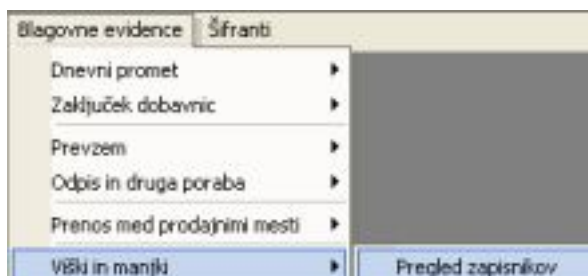 Blagovne evidence Šifranti
Dnevni promet
Zaključek dobavnic
Prevzem
Odpis in druga poraba
Prenos med prodajnimi mesti
Viški in manjki Pregled zapisnikov